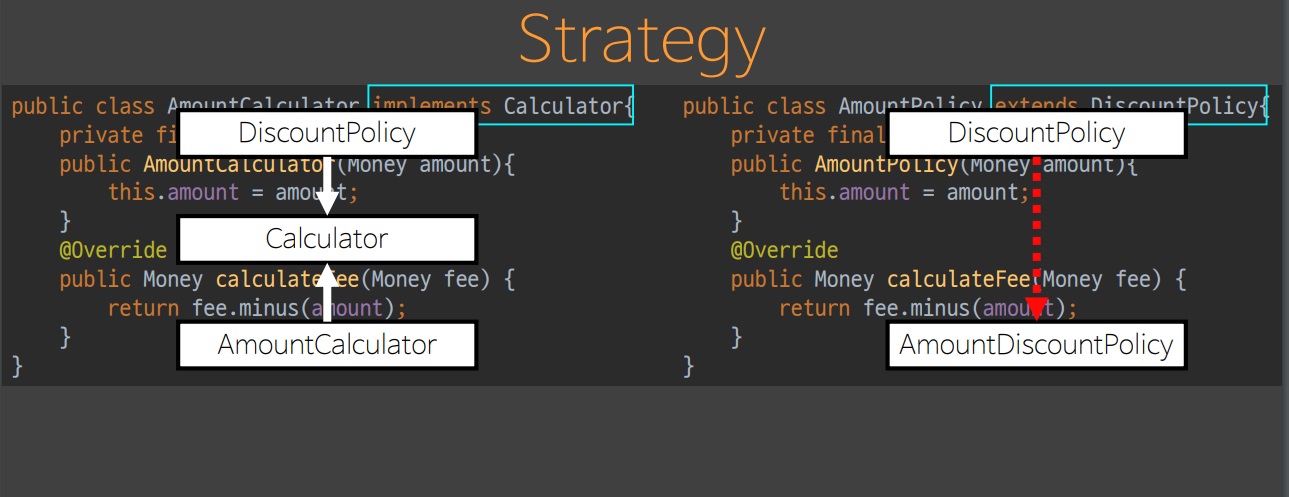 Strategy
public class AmountCalculator implements Calculator{
private fi
DiscountPolicy
public AmountCalculator(Money amount){
this.amount = amount;
}
Calculator
@Override
public Money calculateFee(Money fee) {
return fee.minus(amount);
}
AmountCalculator
}
public class AmountPolicy extends DiscountPolicy{
private final
DiscountPolicy
public AmountPolicy(Money amount){
this.amount = amount;
}
@Override
public Money calculateFee(Money fee) {
return fee.minus(amount);
}
AmountDiscountPolicy
}